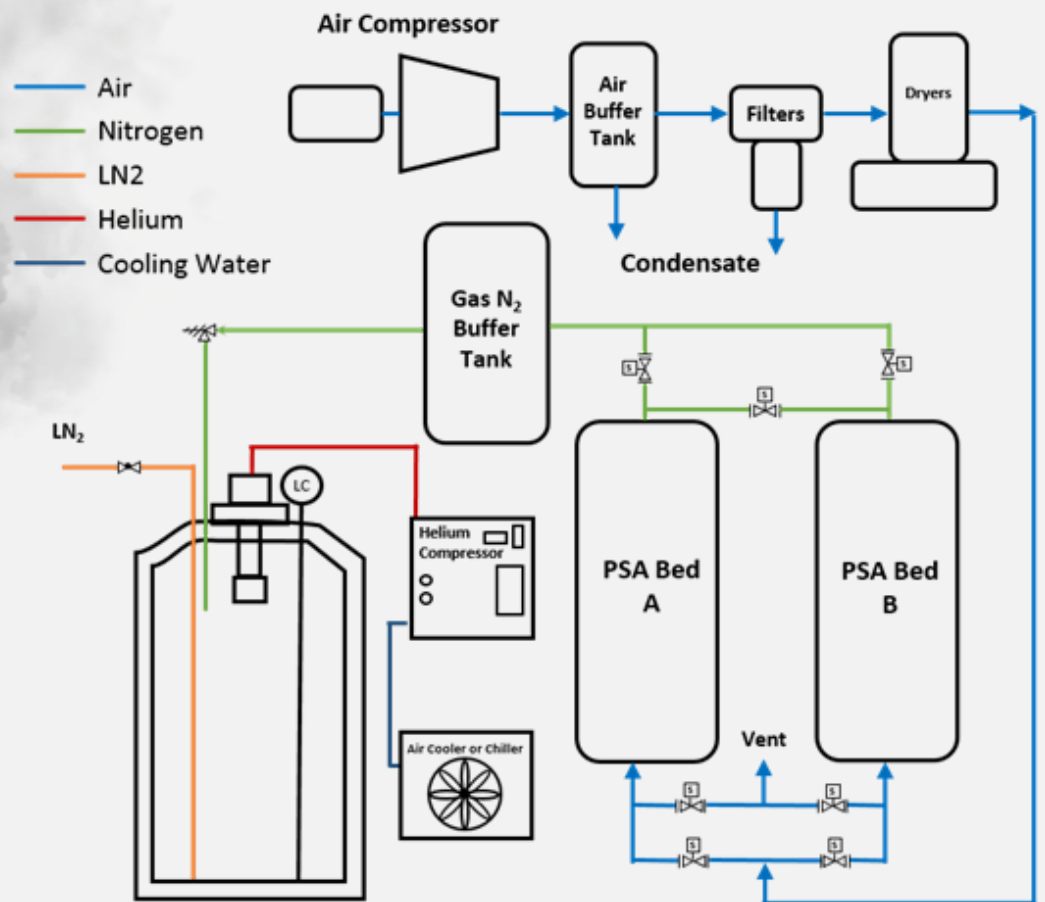 Air Compressor
Air
Nitrogen
LN2
Helium
Cooling Water
Air
Buffer
Tank
Filters
Dryers
Condensate
Gas N₂
Buffer
Tank
S
S
S
LN₂
LC
Helium
Compressor
PSA Bed
A
PSA Bed
B
Air Cooler or Chiller
Vent
S
S
S
S